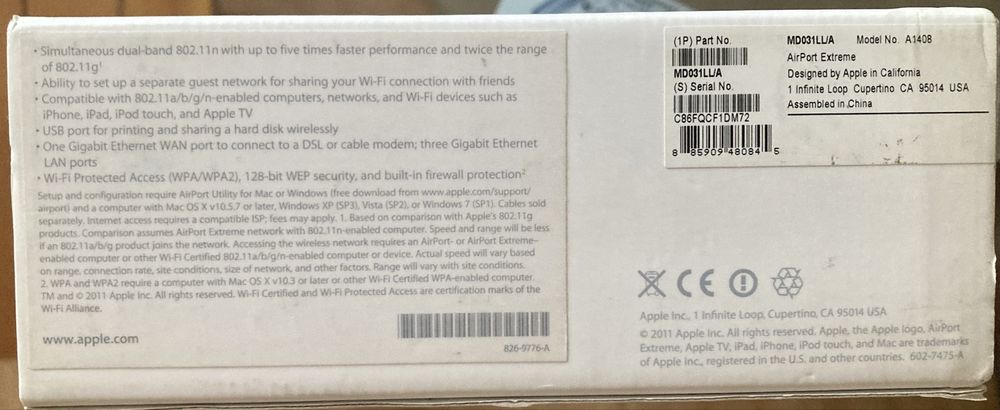 • Simultaneous dual-band 802.11n with up to five times faster performance and twice the range
of 802.11g¹
• Ability to set up a separate guest network for sharing your Wi-Fi connection with friends
• Compatible with 802.11a/b/g/n-enabled computers, networks, and Wi-Fi devices such as
iPhone, iPad, iPod touch, and Apple TV
• USB port for printing and sharing a hard disk wirelessly
• One Gigabit Ethernet WAN port to connect to a DSL or cable modem; three Gigabit Ethernet
LAN ports
• Wi-Fi Protected Access (WPA/WPA2), 128-bit WEP security, and built-in firewall protection²
Setup and configuration require AirPort Utility for Mac or Windows (free download from www.apple.com/support/
airport) and a computer with Mac OS X v10.5.7 or later, Windows XP (SP3), Vista (SP2), or Windows 7 (SP1). Cables sold
separately. Internet access requires a compatible ISP; fees may apply. 1. Based on comparison with Apple's 802.11g
products. Comparison assumes AirPort Extreme network with 802.11n-enabled computer. Speed and range will be less
if an 802.11a/b/g product joins the network. Accessing the wireless network requires an AirPort- or AirPort Extreme–
enabled computer or other Wi-Fi Certified 802.11a/b/g/n-enabled computer or device. Actual speed will vary based
on range, connection rate, site conditions, size of network, and other factors. Range will vary with site conditions.
2. WPA and WPA2 require a computer with Mac OS X v10.3 or later or other Wi-Fi Certified WPA-enabled computer.
TM and © 2011 Apple Inc. All rights reserved. Wi-Fi Certified and Wi-Fi Protected Access are certification marks of the
Wi-Fi Alliance.
www.apple.com
826-9776-A
(1P) Part No.
MD031LL/A
(S) Serial No.
C86FQCF1DM72
8 85909 48084 5
MD031LL/A Model No. A1408
AirPort Extreme
Designed by Apple in California
1 Infinite Loop Cupertino CA 95014 USA
Assembled in China
CE
Apple Inc., 1 Infinite Loop, Cupertino, CA 95014 USA
© 2011 Apple Inc. All rights reserved. Apple, the Apple logo, AirPort
Extreme, Apple TV, iPad, iPhone, iPod touch, and Mac are trademarks
of Apple Inc., registered in the U.S. and other countries. 602-7475-A